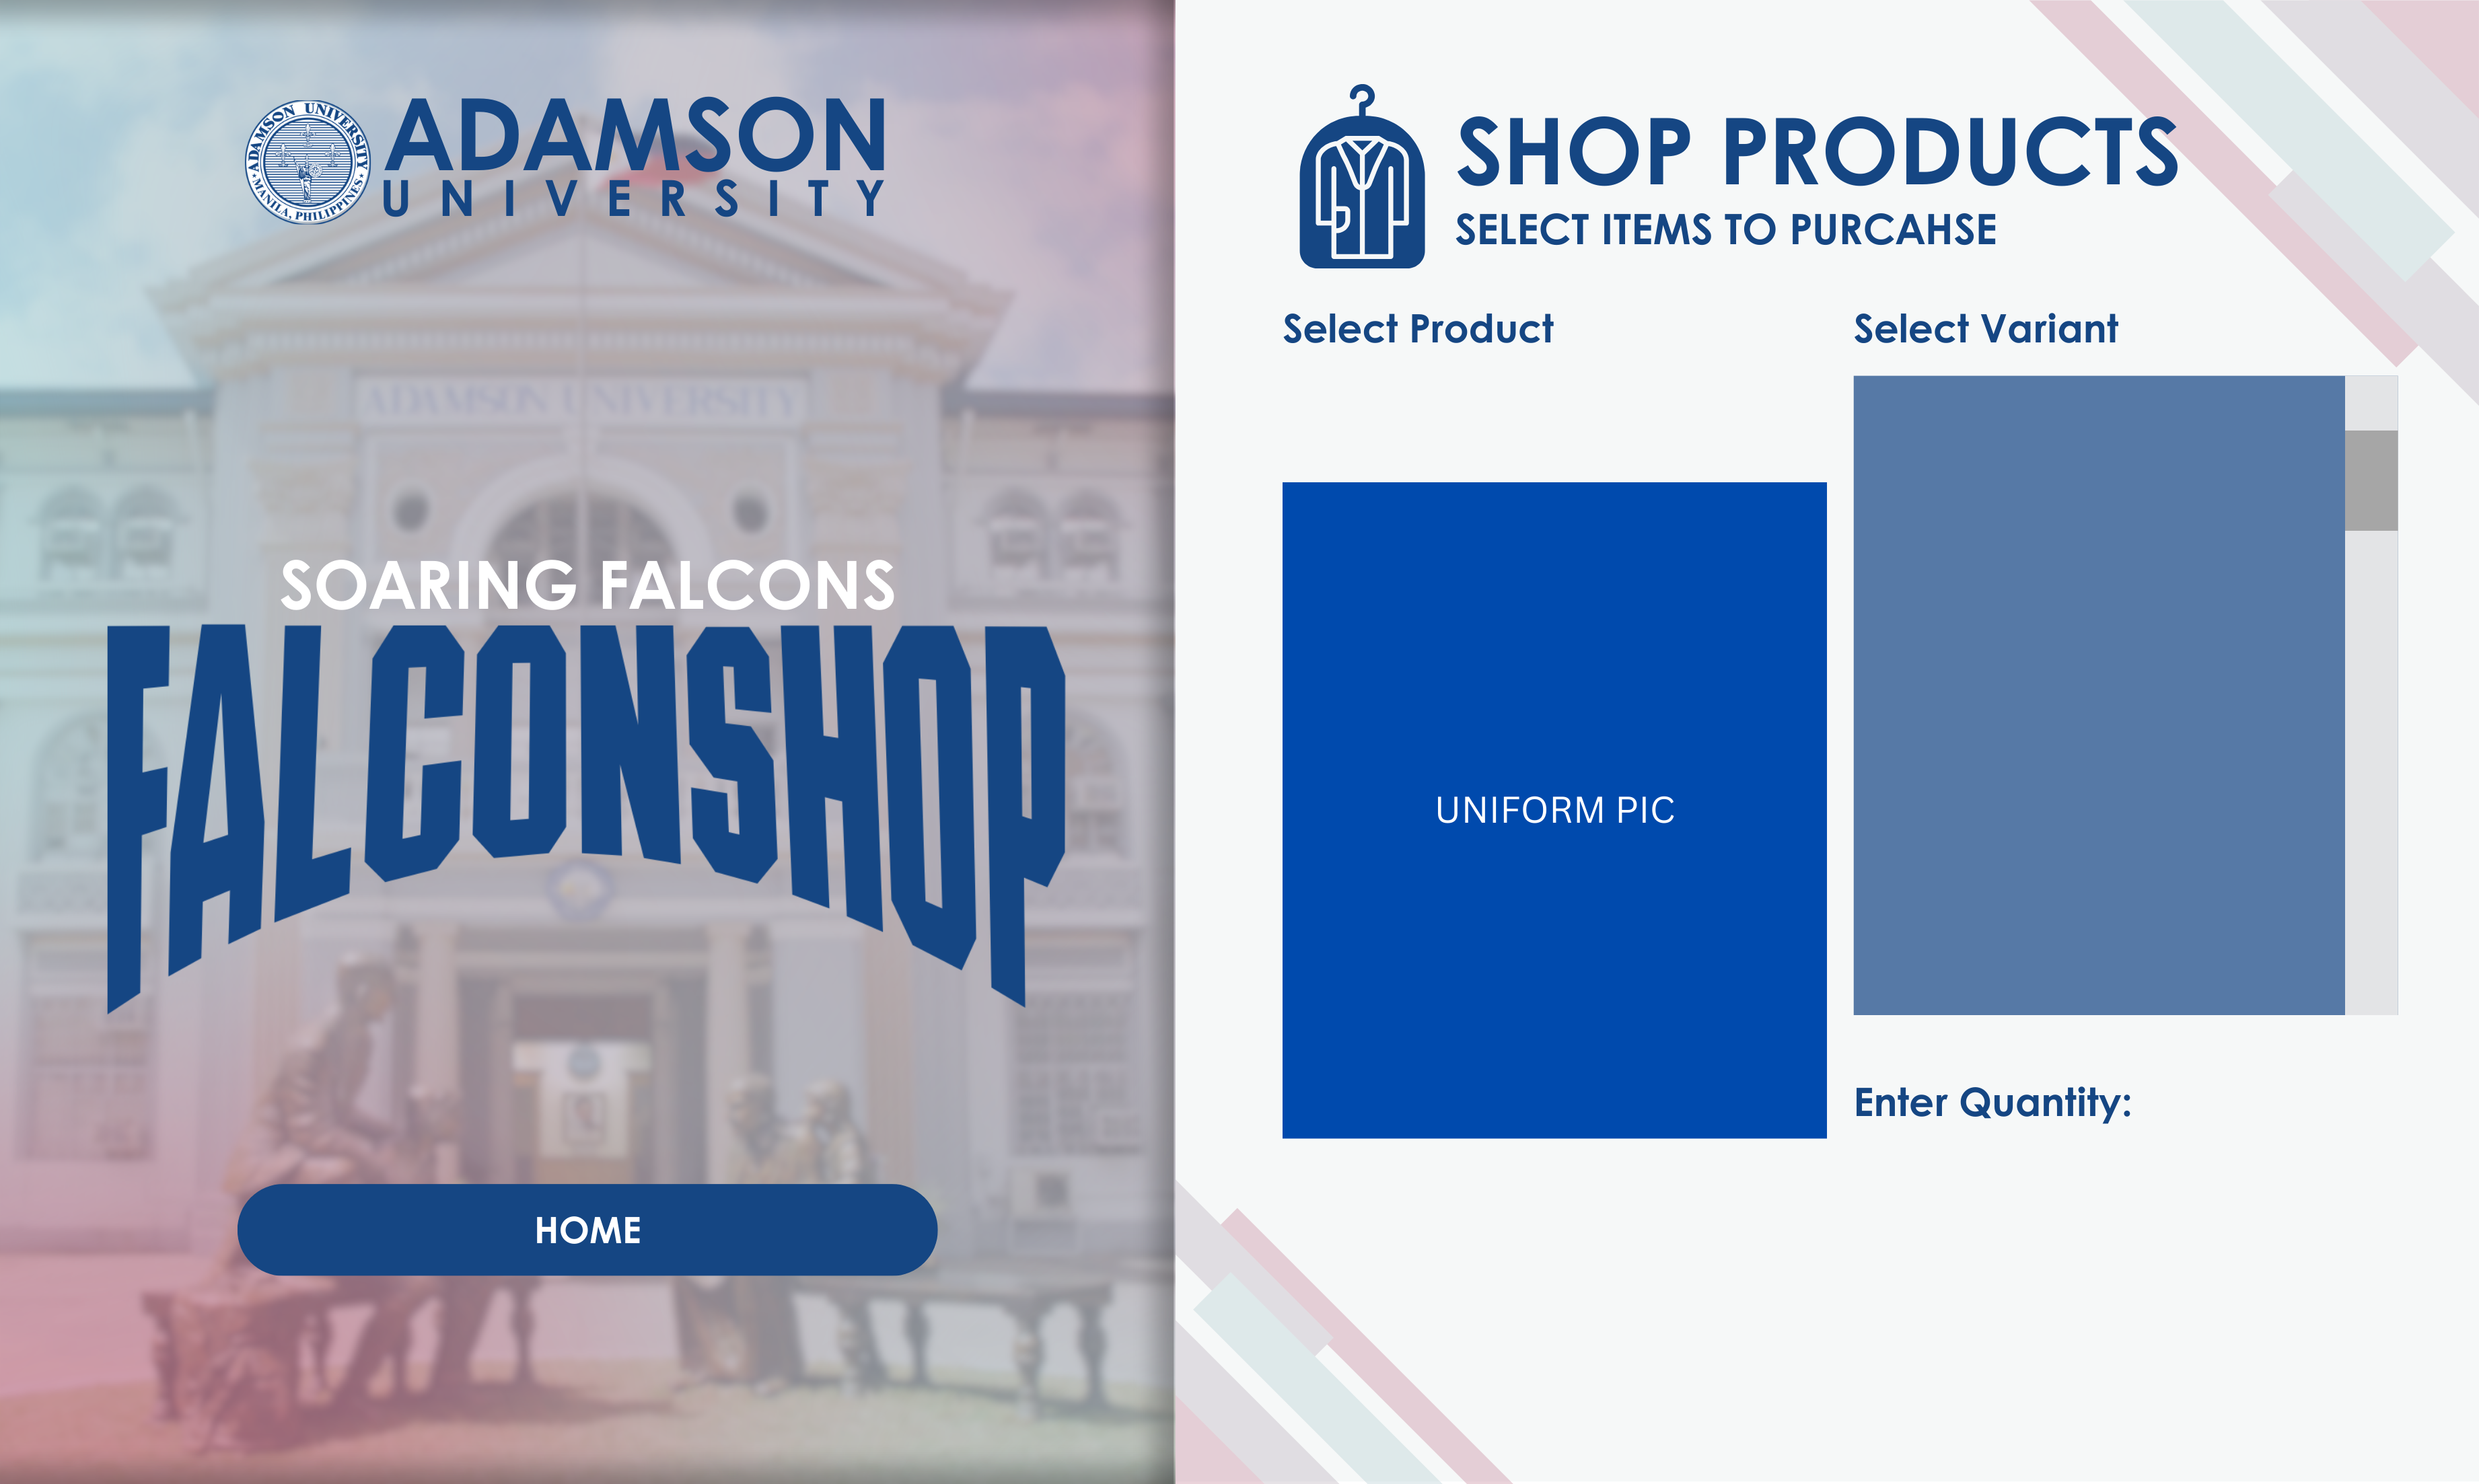 ADAMSON UNIVERSITY
MANILA, PHILIPPINES
ADAMSON
UNIVERSITY
ADAMSON UNIVERSITY
SOARING FALCONS
FALCONSHOP
HOME
SHOP PRODUCTS
SELECT ITEMS TO PURCAHSE
Select Product
Select Variant
UNIFORM PIC
Enter Quantity: